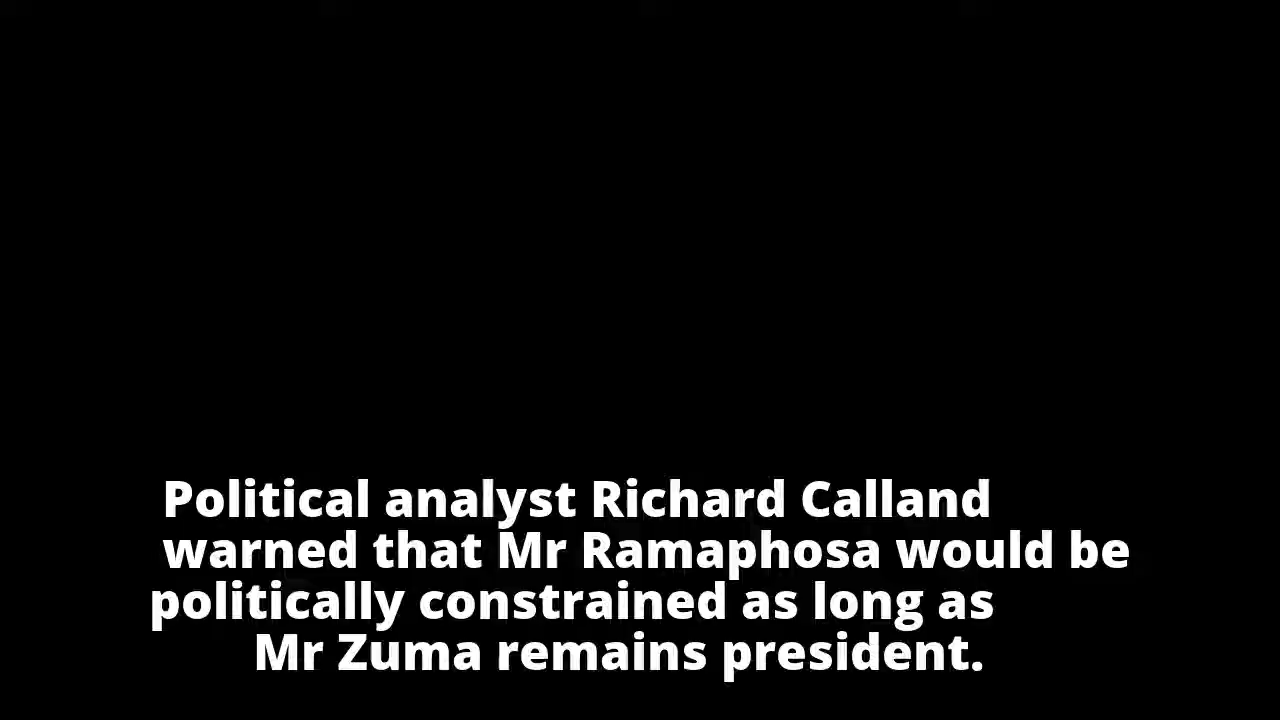 Political analyst Richard Calland
warned that Mr Ramaphosa would be
politically constrained as long as
Mr Zuma remains president.